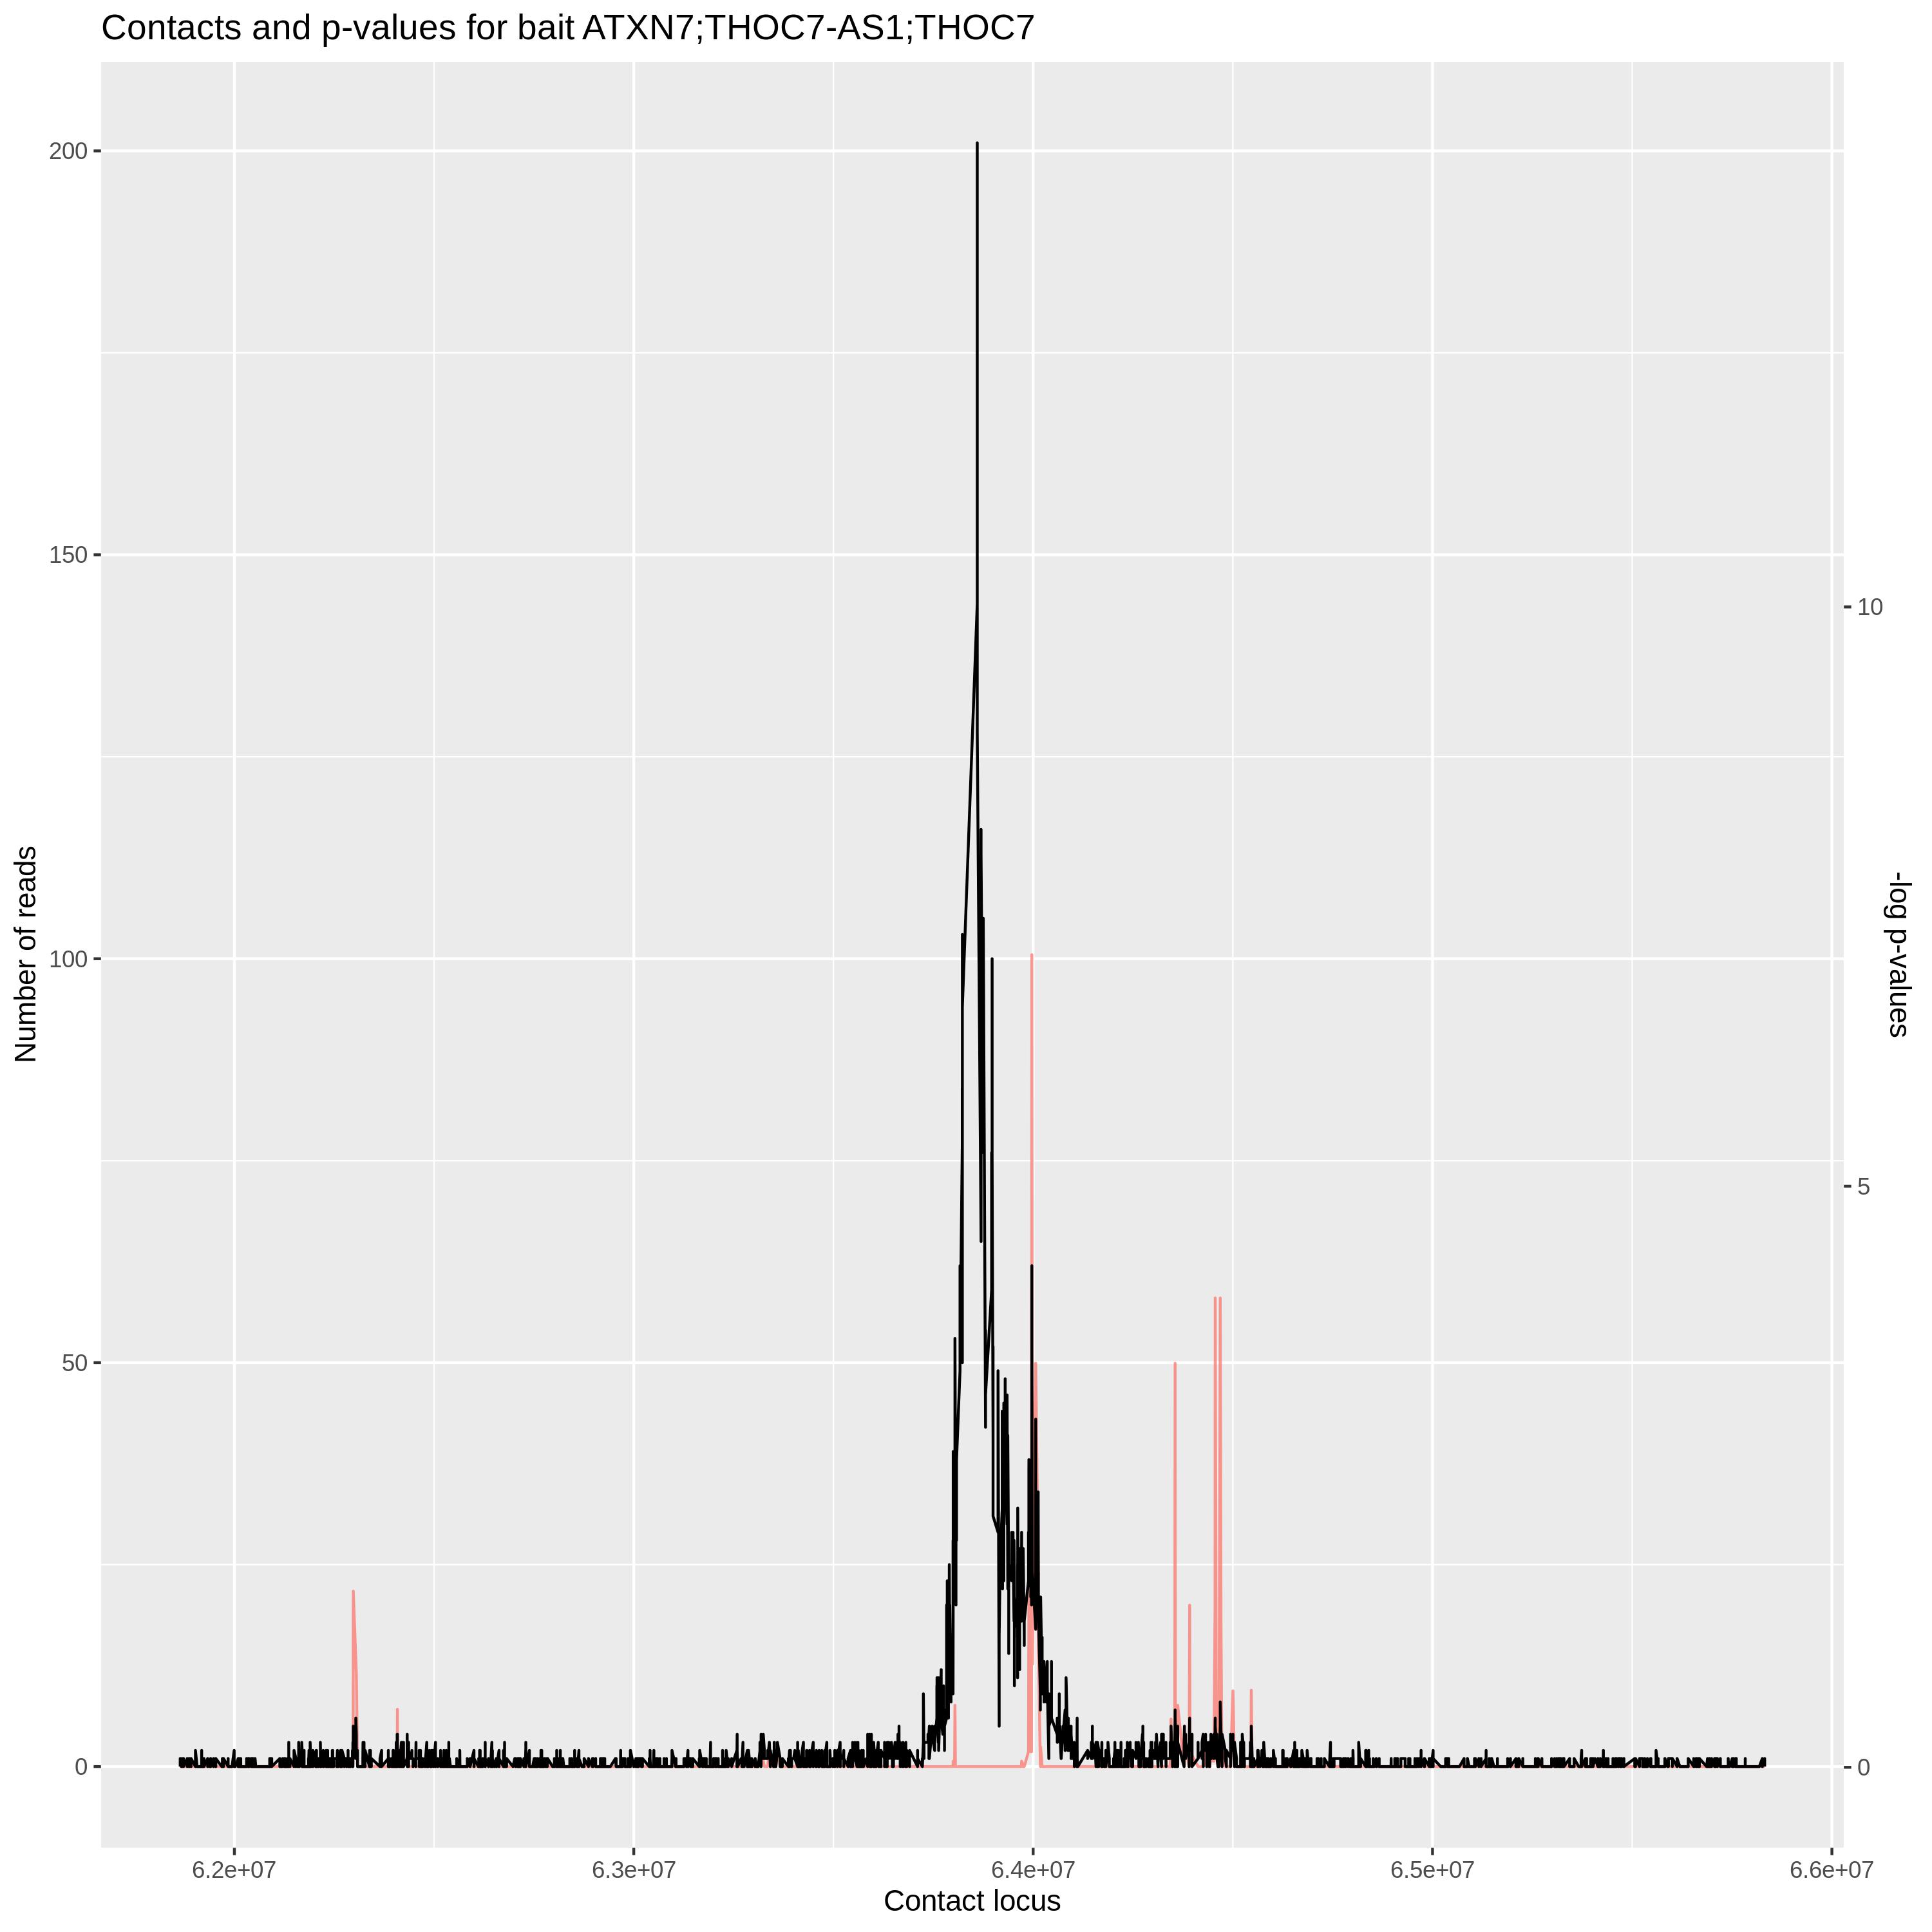 Contacts and p-values for bait ATXN7;THOC7-AS1;THOC7
200
150
100
50
0
Number of reads
10
5
0
-log p-values
6.2e+07
6.3e+07
6.4e+07
6.5e+07
6.6e+07
Contact locus